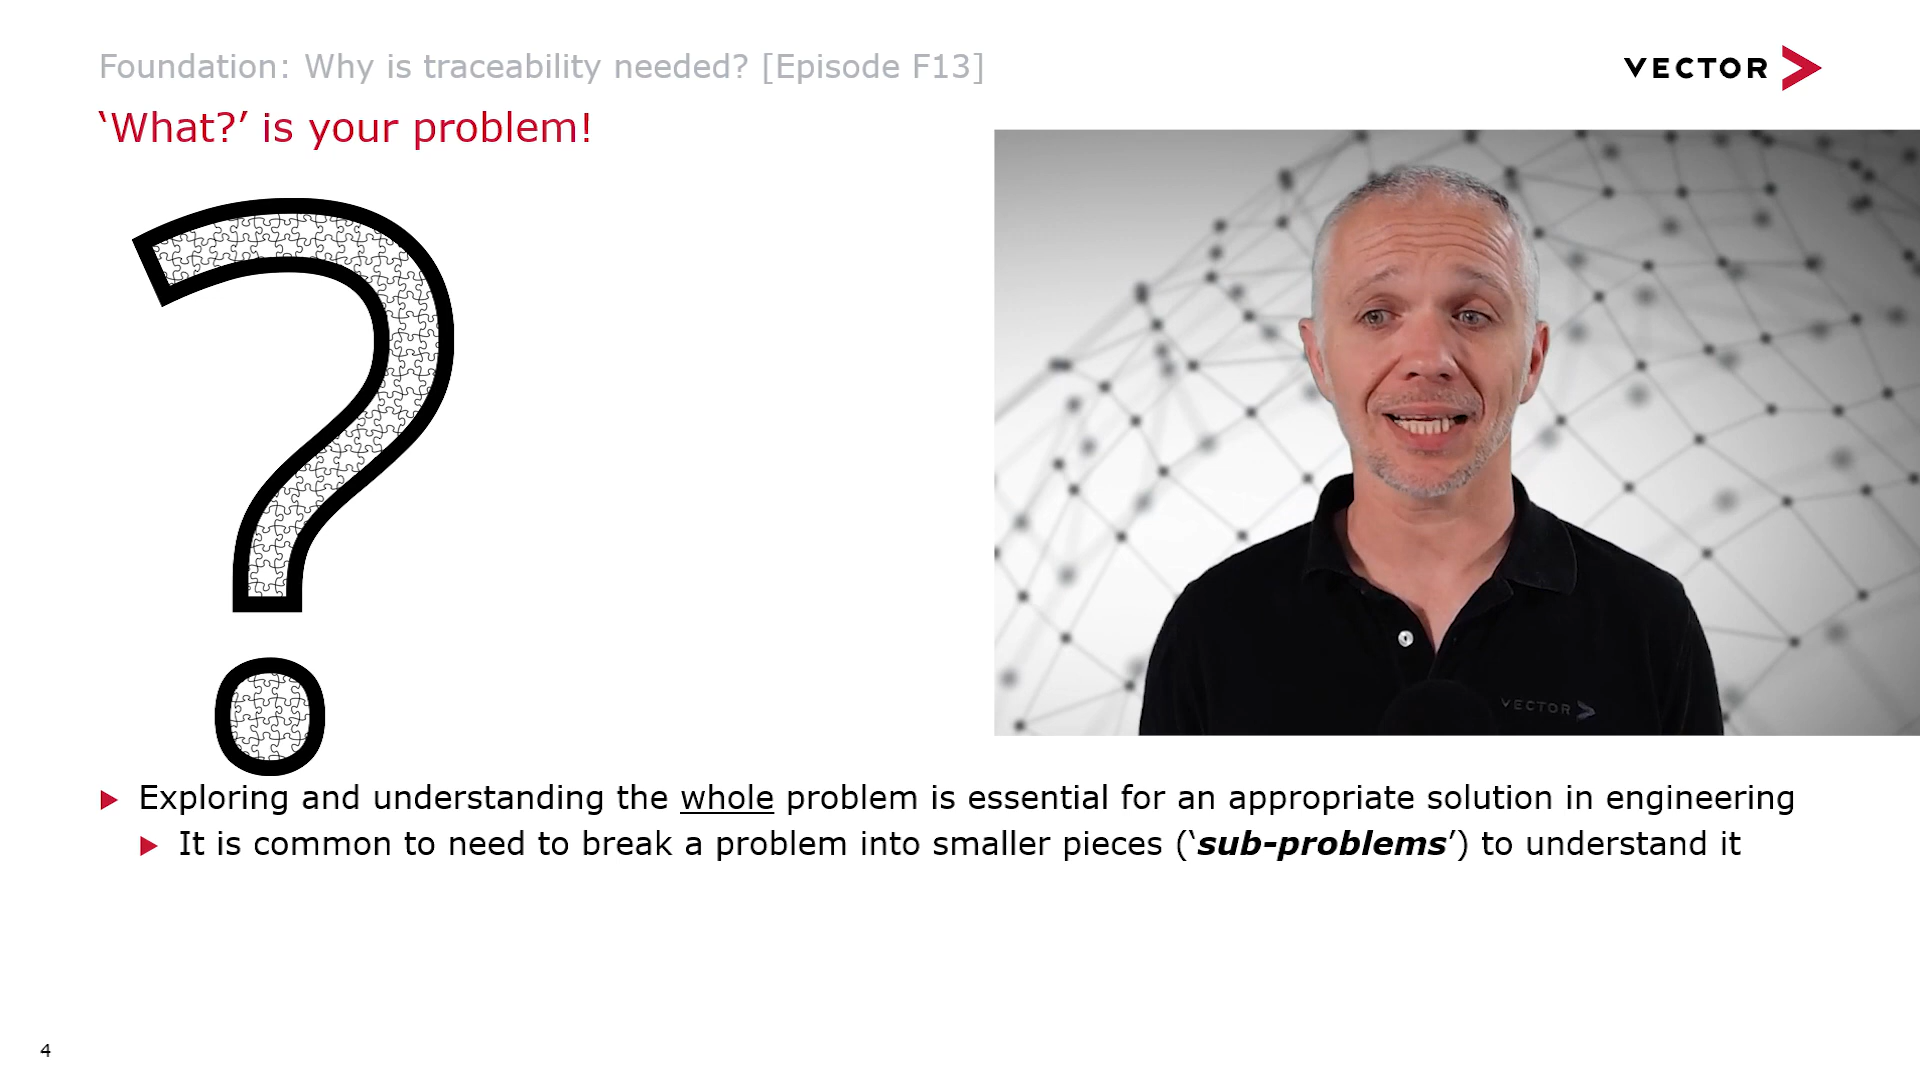 Foundation: Why is traceability needed? [Episode F13]
VECTOR
‘What?’ is your problem!
VECTOR
Exploring and understanding the whole problem is essential for an appropriate solution in engineering
It is common to need to break a problem into smaller pieces (‘sub-problems’) to understand it
4